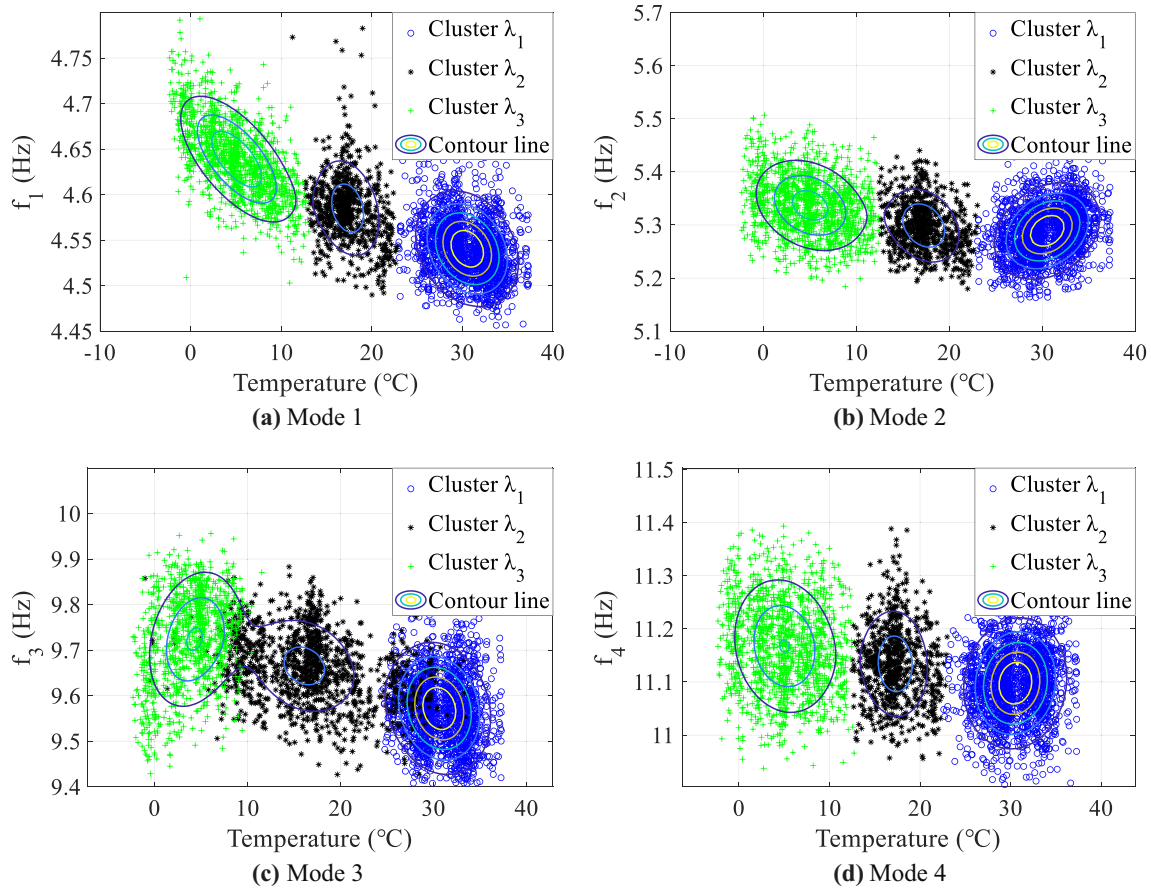 4.75
4.7
4.65
4.6
4.55
4.5
4.45
f1 (Hz)
-10 0 10 20 30 40
Temperature (°C)
Cluster λ1
Cluster λ2
Cluster λ3
Contour line
(a) Mode 1
5.7
5.6
5.5
5.4
5.3
5.2
5.1
f2 (Hz)
-10 0 10 20 30 40
Temperature (°C)
Cluster λ1
Cluster λ2
Cluster λ3
Contour line
(b) Mode 2
10
9.9
9.8
9.7
9.6
9.5
9.4
f3 (Hz)
0 10 20 30 40
Temperature (°C)
Cluster λ1
Cluster λ2
Cluster λ3
Contour line
(c) Mode 3
11.5
11.4
11.3
11.2
11.1
11
f4 (Hz)
0 10 20 30 40
Temperature (°C)
Cluster λ1
Cluster λ2
Cluster λ3
Contour line
(d) Mode 4